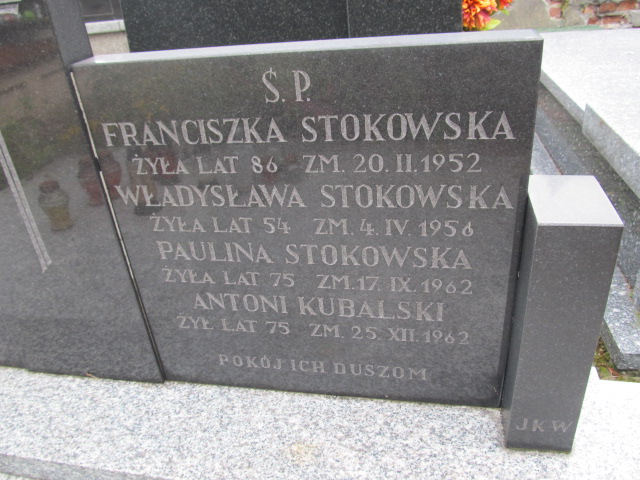 Ś. P.
FRANCISZKA STOKOWSKA
ŻYŁA LAT 86 ZM. 20. II. 1952
WŁADYSŁAWA STOKOWSKA
ŻYŁA LAT 54 ZM. 4. IV. 1956
PAULINA STOKOWSKA
ŻYŁA LAT 75 ZM. 17. IX. 1962
ANTONI KUBALSKI
ŻYŁ LAT 75 ZM. 25. XII. 1962
POKÓJ ICH DUSZOM
JKW